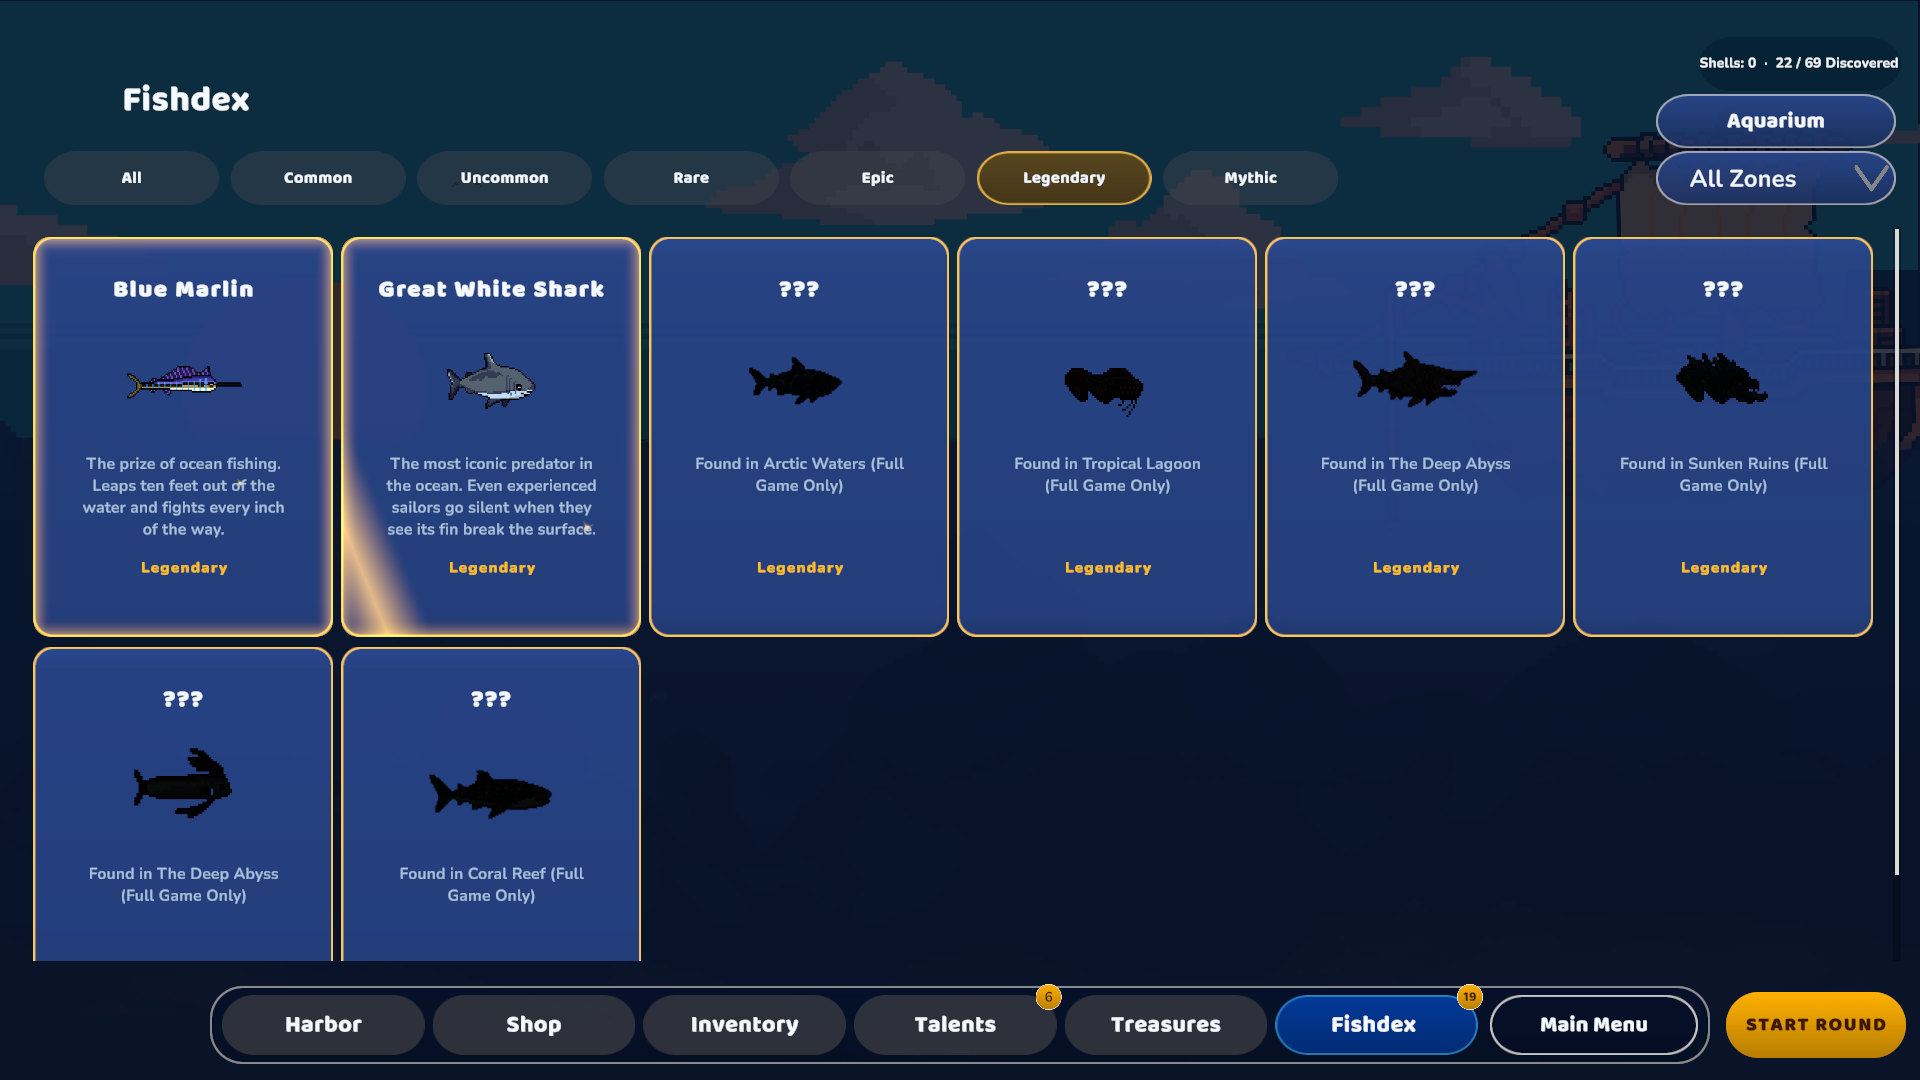 Shells: 0 · 22 / 69 Discovered
Fishdex
Aquarium
All
Common
Uncommon
Rare
Epic
Legendary
Mythic
All Zones
Blue Marlin
The prize of ocean fishing.
Leaps ten feet out of the
water and fights every inch
of the way.
Legendary
Great White Shark
The most iconic predator in
the ocean. Even experienced
sailors go silent when they
see its fin break the surface.
Legendary
???
Found in Arctic Waters (Full
Game Only)
Legendary
???
Found in Tropical Lagoon
(Full Game Only)
Legendary
???
Found in The Deep Abyss
(Full Game Only)
Legendary
???
Found in Sunken Ruins (Full
Game Only)
Legendary
???
Found in The Deep Abyss
(Full Game Only)
???
Found in Coral Reef (Full
Game Only)
Harbor
Shop
Inventory
Talents
6
Treasures
Fishdex
19
Main Menu
START ROUND